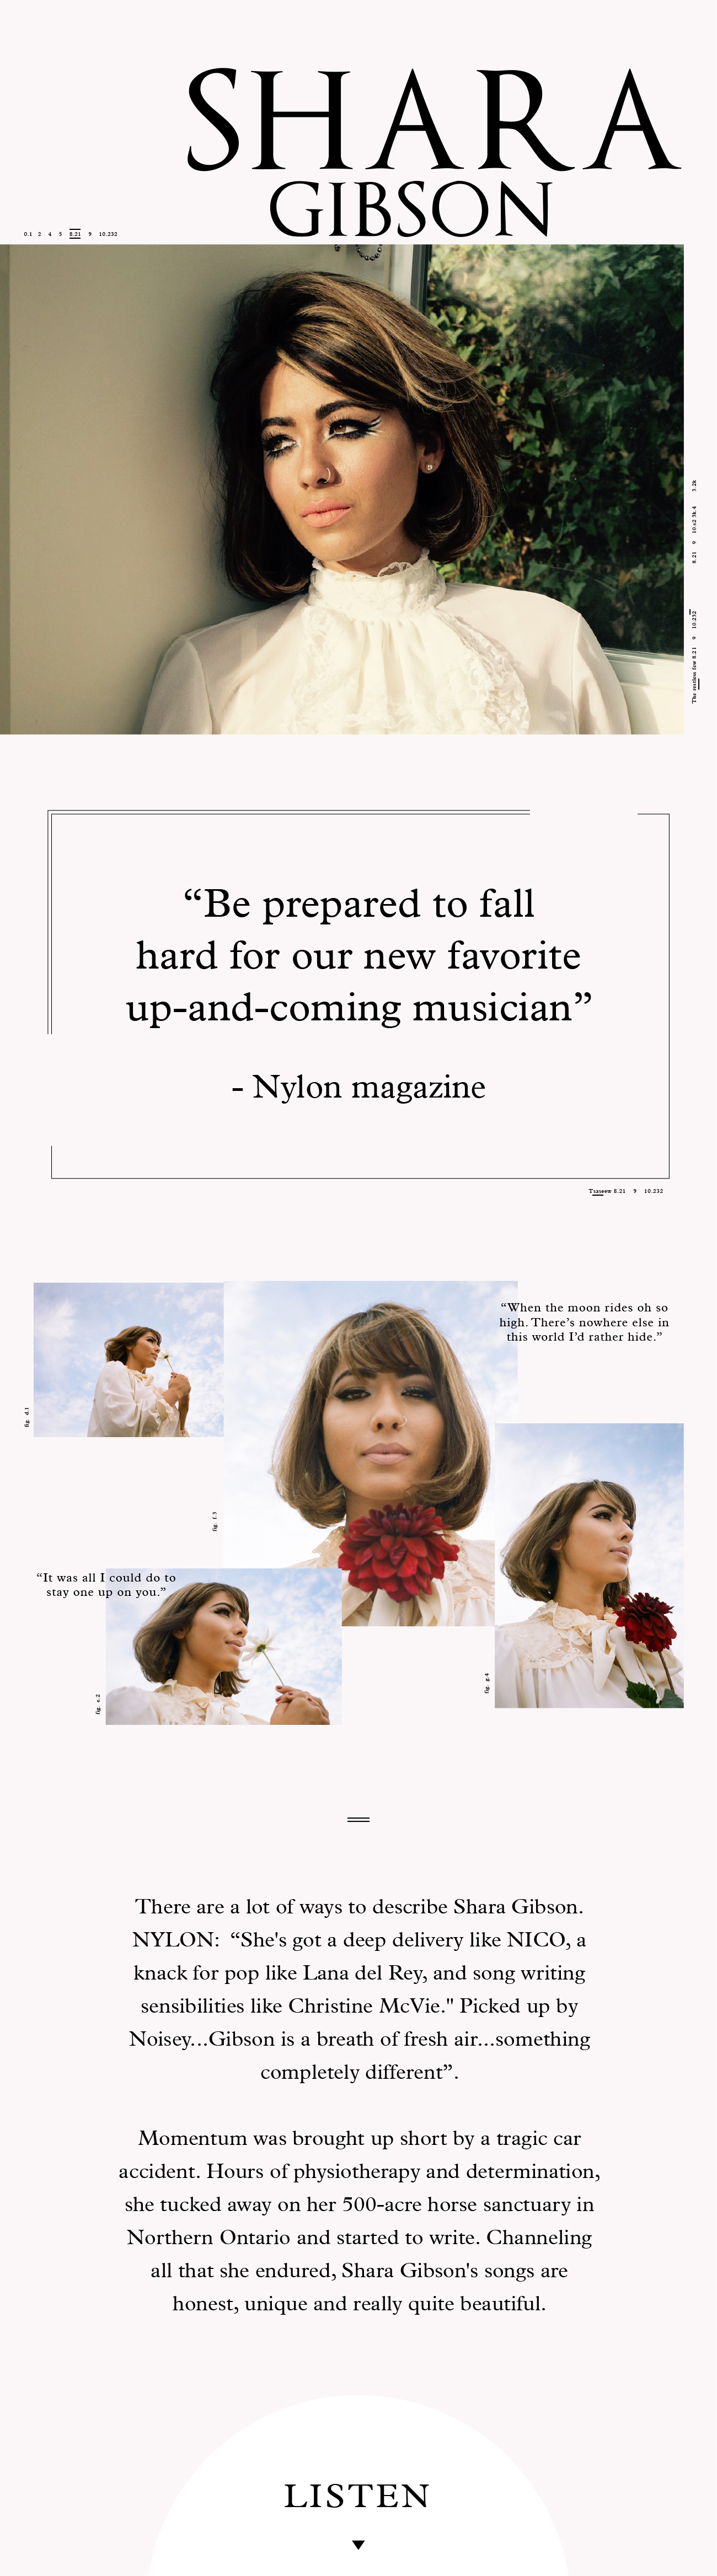 SHARA
GIBSON
0.1 2 4 5 8.21 9 10.232
8.21 9 10.x2 3k.4 3.2k
The restless few 8.21 9 10.232
“Be prepared to fall
hard for our new favorite
up-and-coming musician”
- Nylon magazine
8.21 9 10.232
“When the moon rides oh so
high. There’s nowhere else in
this world I’d rather hide.”
fig. d.1
fig. f.3
“It was all I could do to
stay one up on you.”
fig. e.2
fig. g.4
There are a lot of ways to describe Shara Gibson.
NYLON: “She's got a deep delivery like NICO, a
knack for pop like Lana del Rey, and song writing
sensibilities like Christine McVie." Picked up by
Noisey...Gibson is a breath of fresh air...something
completely different”.
Momentum was brought up short by a tragic car
accident. Hours of physiotherapy and determination,
she tucked away on her 500-acre horse sanctuary in
Northern Ontario and started to write. Channeling
all that she endured, Shara Gibson's songs are
honest, unique and really quite beautiful.
LISTEN